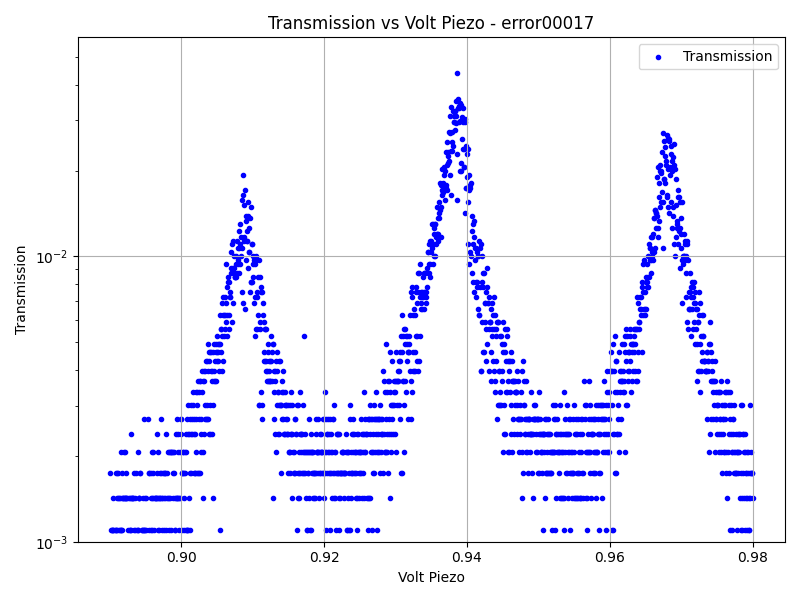 Transmission vs Volt Piezo - error00017
Transmission
Transmission
10⁻²
10⁻³
0.90 0.92 0.94 0.96 0.98
Volt Piezo